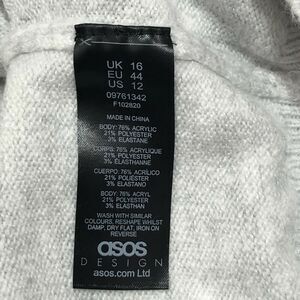 UK 16
EU 44
US 12
09761342
F102820
MADE IN CHINA
BODY: 76% ACRYLIC
21% POLYESTER
3% ELASTANE
CORPS: 76% ACRYLIQUE
21% POLYESTER
3% ELASTHANNE
CUERPO: 76% ACRÍLICO
21% POLIÉSTER
3% ELASTANO
BODY: 76% ACRYL
21% POLYESTER
3% ELASTHAN
WASH WITH SIMILAR
COLOURS, RESHAPE WHILST
DAMP, DRY FLAT, IRON ON
REVERSE
asos
DESIGN
asos.com Ltd